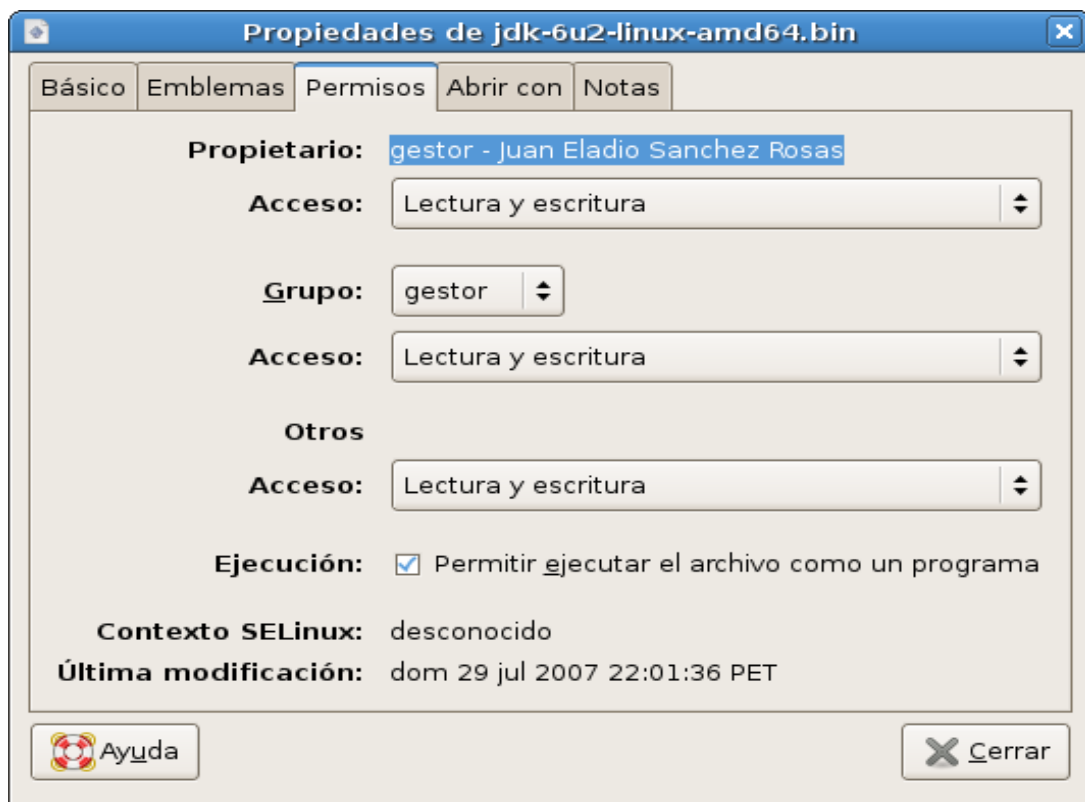 Propiedades de jdk-6u2-linux-amd64.bin
Básico Emblemas Permisos Abrir con Notas
Propietario: gestor - Juan Eladio Sanchez Rosas
Acceso: Lectura y escritura
Grupo: gestor
Acceso: Lectura y escritura
Otros
Acceso: Lectura y escritura
Ejecución: Permitir ejecutar el archivo como un programa
Contexto SELinux: desconocido
Última modificación: dom 29 jul 2007 22:01:36 PET
Ayuda Cerrar